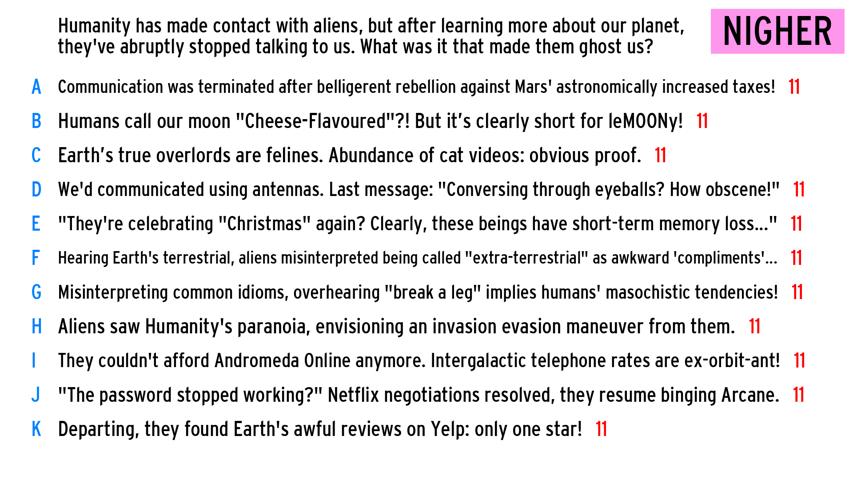 Humanity has made contact with aliens, but after learning more about our planet,
they've abruptly stopped talking to us. What was it that made them ghost us?
NIGHER
A Communication was terminated after belligerent rebellion against Mars' astronomically increased taxes! 11
B Humans call our moon "Cheese-Flavoured"?! But it’s clearly short for leMOONy! 11
C Earth’s true overlords are felines. Abundance of cat videos: obvious proof. 11
D We'd communicated using antennas. Last message: "Conversing through eyeballs? How obscene!" 11
E "They're celebrating "Christmas" again? Clearly, these beings have short-term memory loss..." 11
F Hearing Earth's terrestrial, aliens misinterpreted being called "extra-terrestrial" as awkward 'compliments'... 11
G Misinterpreting common idioms, overhearing "break a leg" implies humans' masochistic tendencies! 11
H Aliens saw Humanity's paranoia, envisioning an invasion evasion maneuver from them. 11
I They couldn't afford Andromeda Online anymore. Intergalactic telephone rates are ex-orbit-ant! 11
J "The password stopped working?" Netflix negotiations resolved, they resume binging Arcane. 11
K Departing, they found Earth's awful reviews on Yelp: only one star! 11